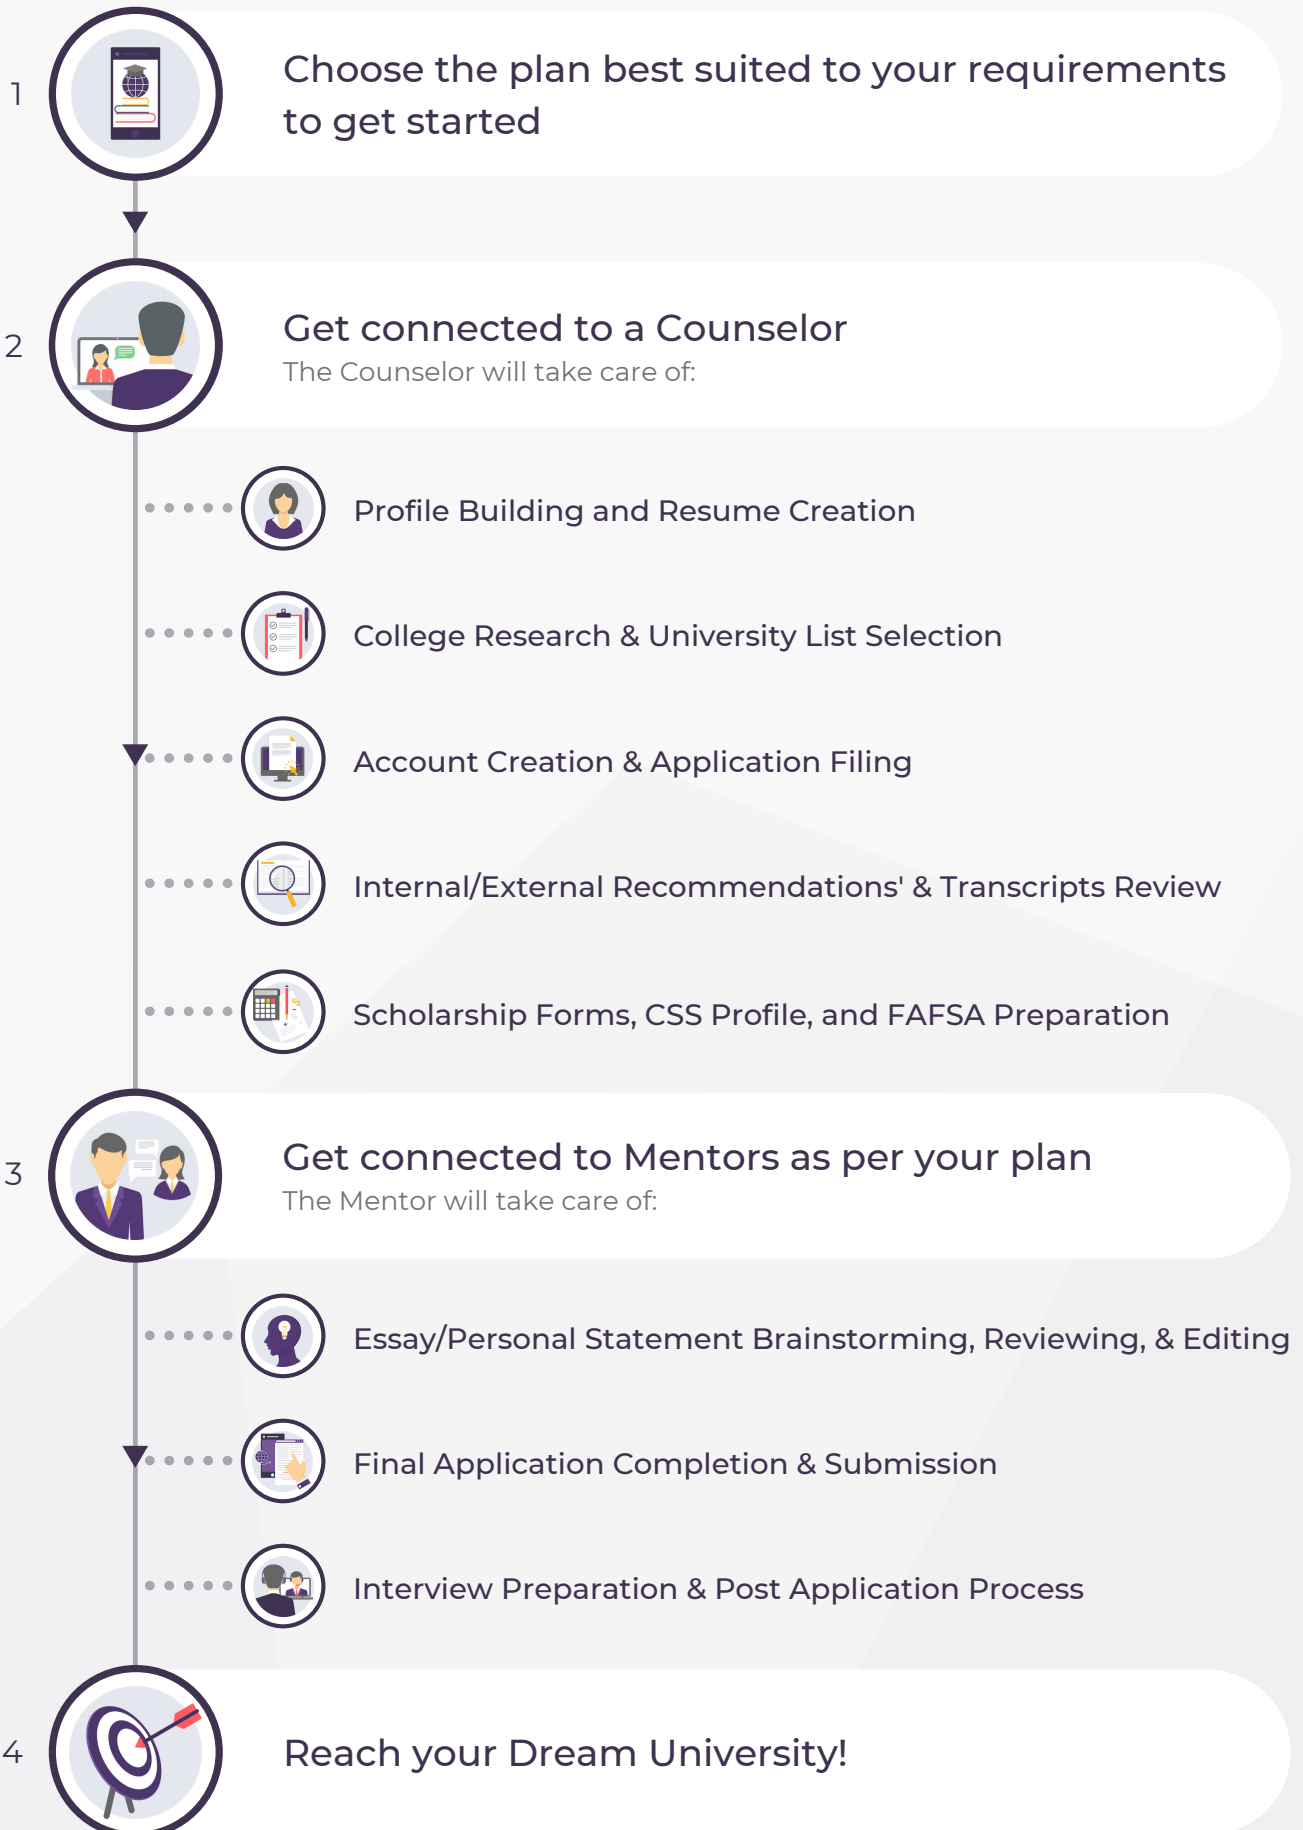 1
Choose the plan best suited to your requirements
to get started
2
Get connected to a Counselor
The Counselor will take care of:
Profile Building and Resume Creation
College Research & University List Selection
Account Creation & Application Filing
Internal/External Recommendations' & Transcripts Review
Scholarship Forms, CSS Profile, and FAFSA Preparation
3
Get connected to Mentors as per your plan
The Mentor will take care of:
Essay/Personal Statement Brainstorming, Reviewing, & Editing
Final Application Completion & Submission
Interview Preparation & Post Application Process
4
Reach your Dream University!